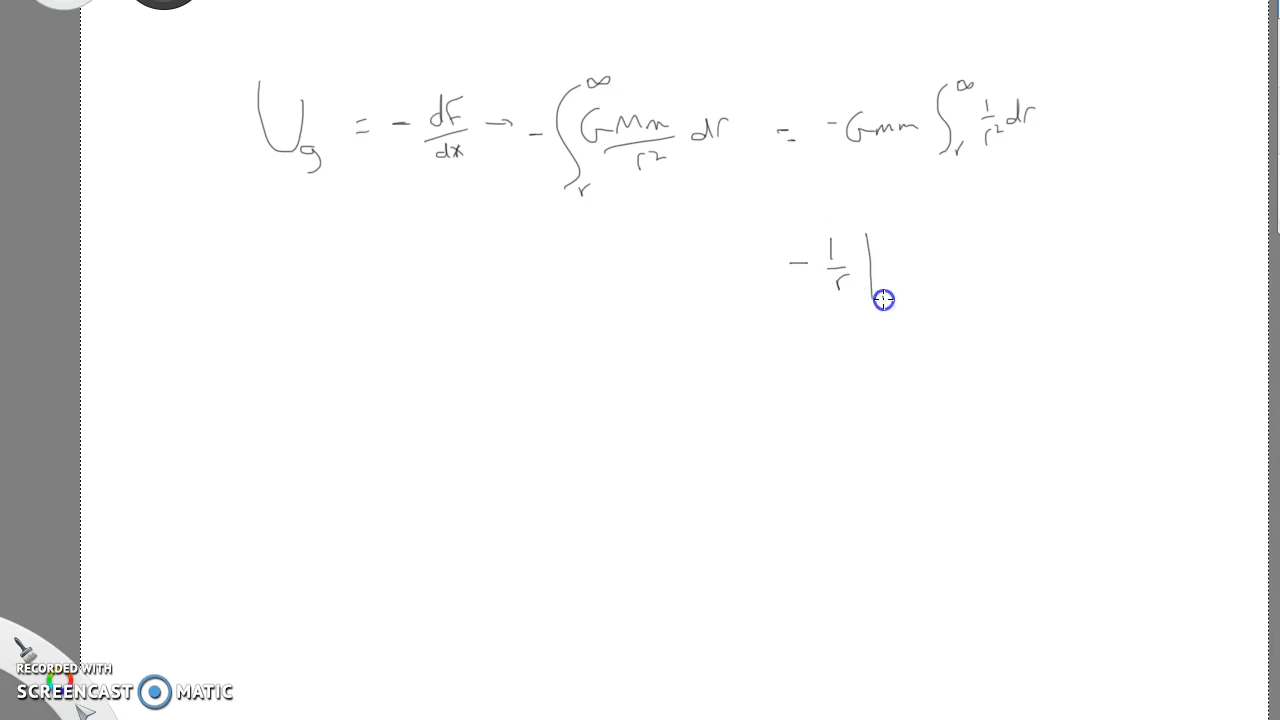 U_g = - dF/dx → - ∫_r^∞ GMm/r² dr = - GMm ∫_r^∞ 1/r² dr
- 1/r |
RECORDED WITH
SCREENCAST MATIC